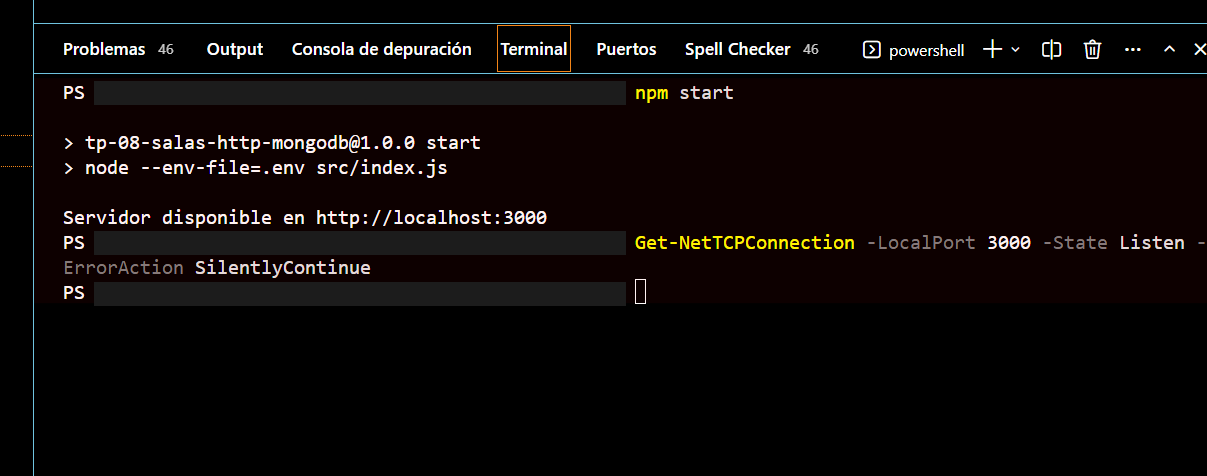 Problemas 46 Output Consola de depuración Terminal Puertos Spell Checker 46 powershell
PS npm start
> tp-08-salas-http-mongodb@1.0.0 start
> node --env-file=.env src/index.js
Servidor disponible en http://localhost:3000
PS Get-NetTCPConnection -LocalPort 3000 -State Listen -
ErrorAction SilentlyContinue
PS